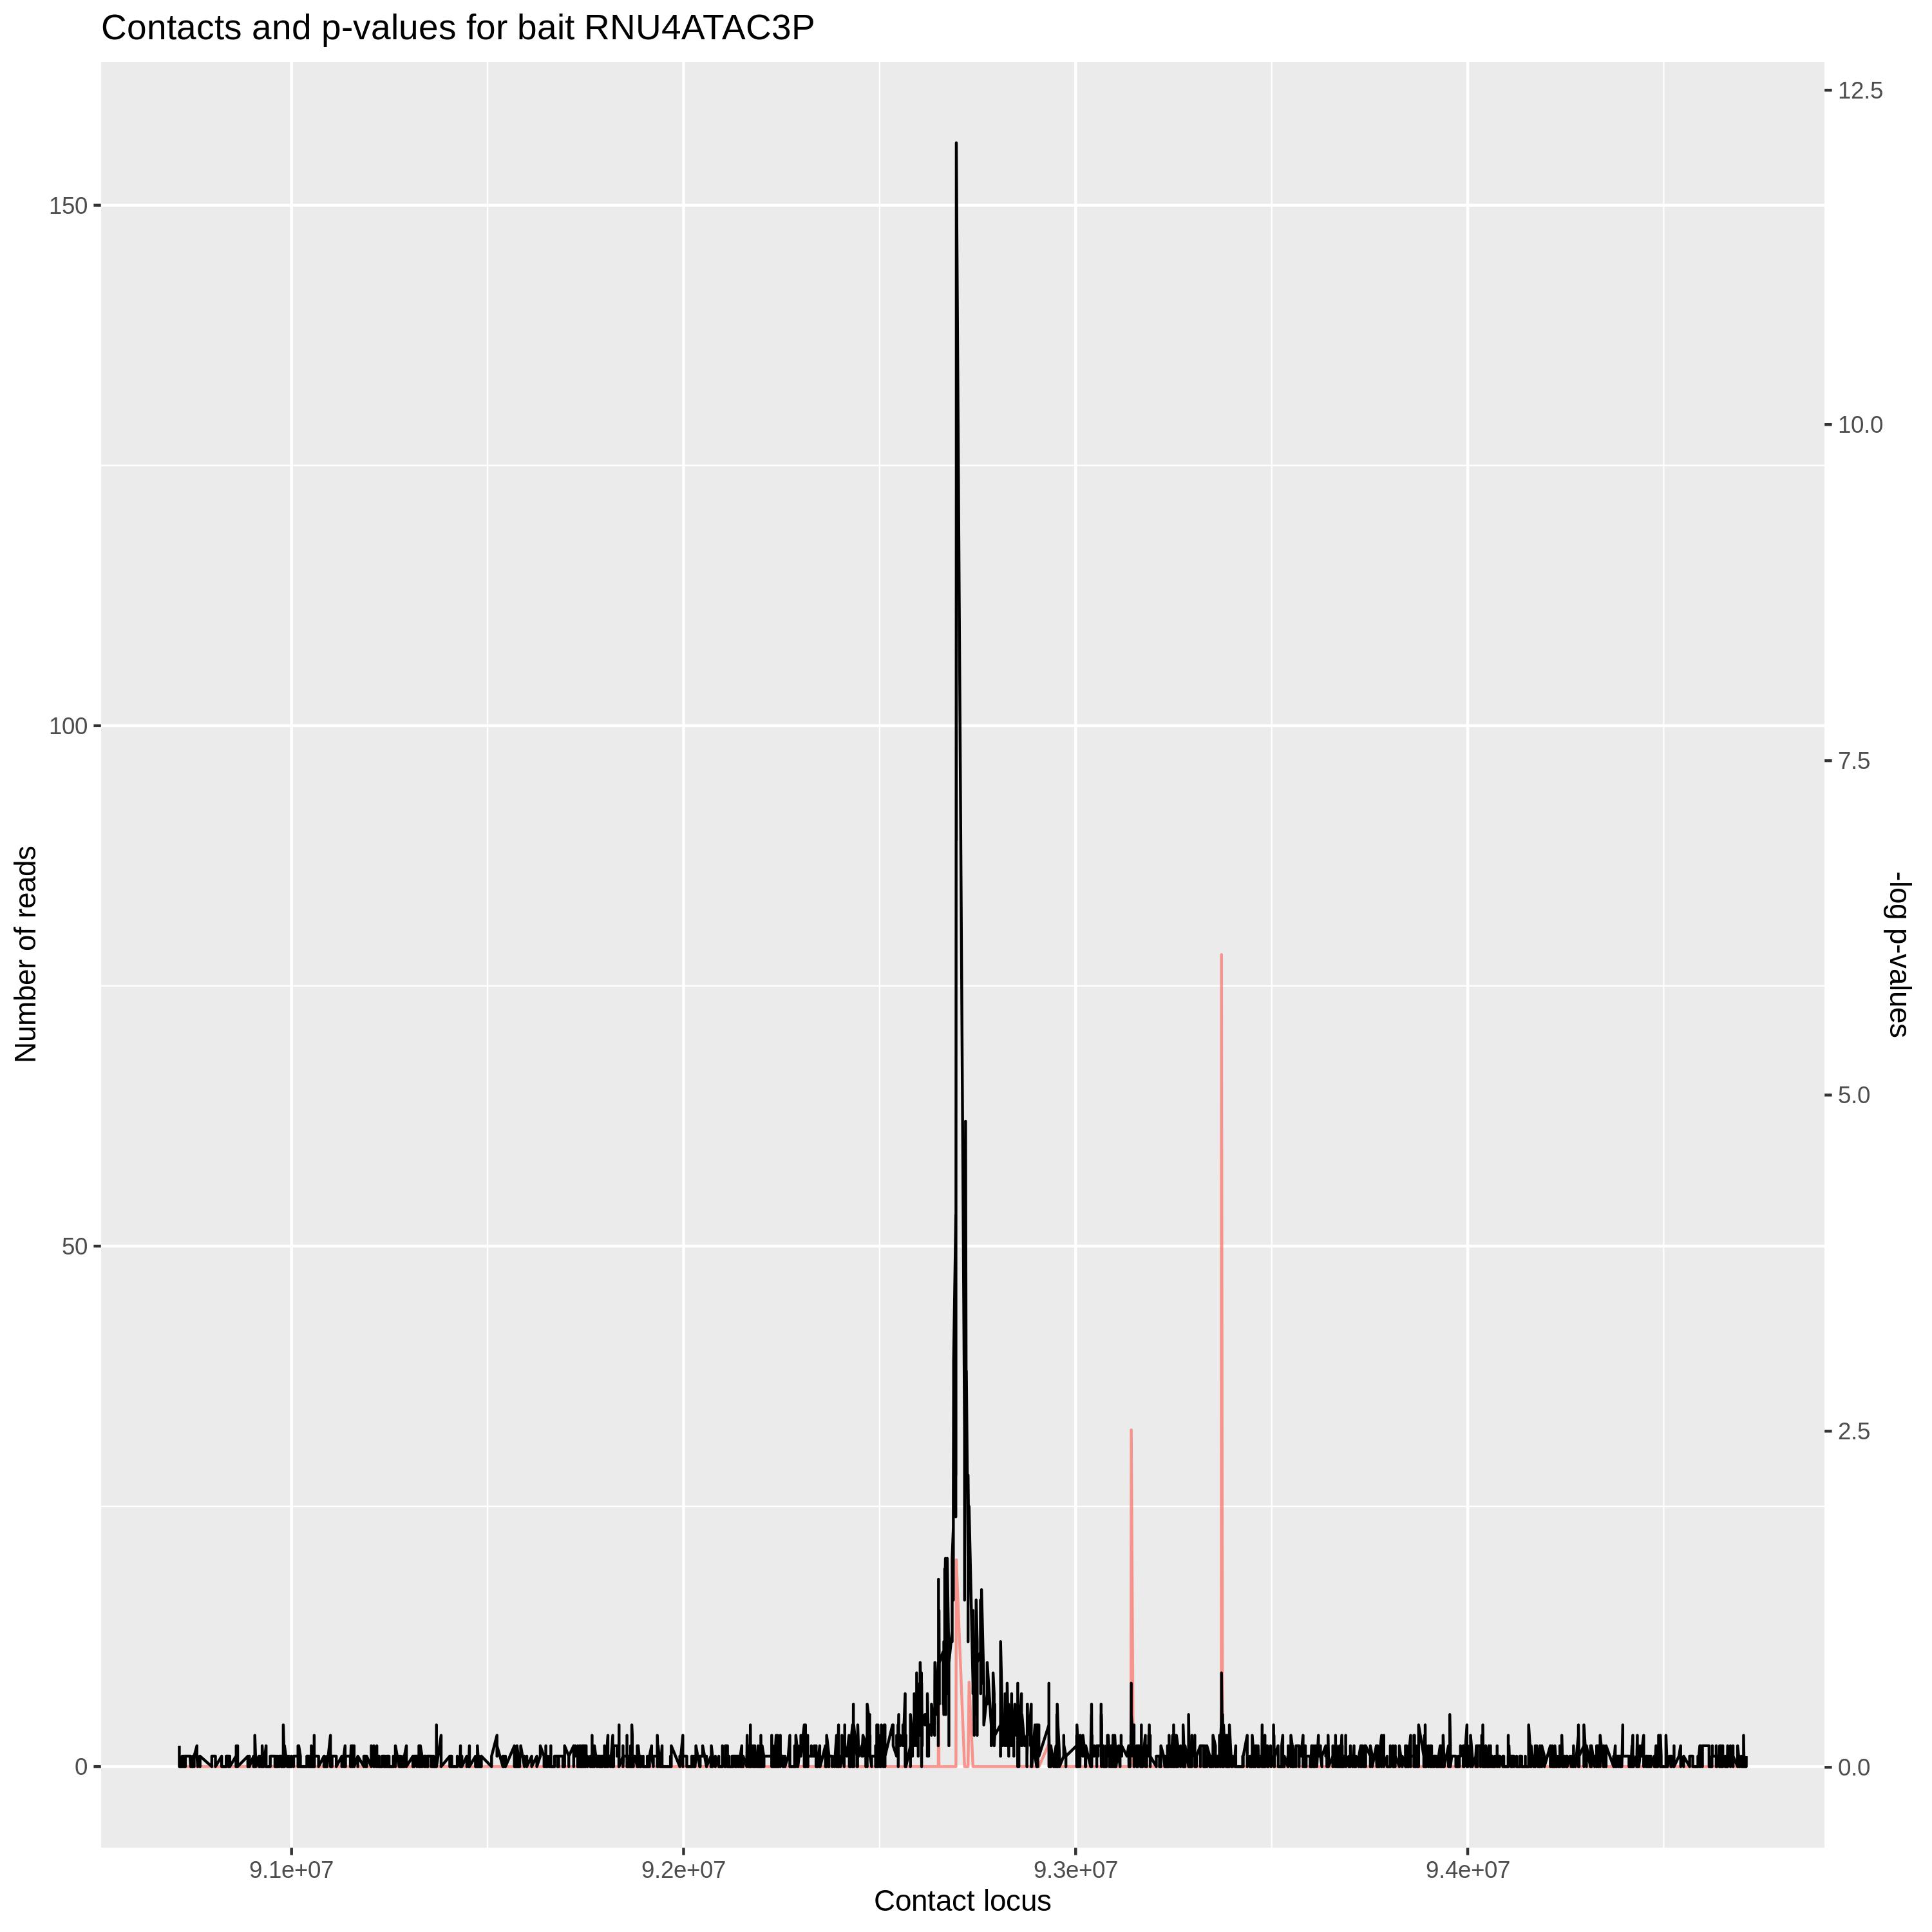 Contacts and p-values for bait RNU4ATAC3P
150
100
50
0
Number of reads
12.5
10.0
7.5
5.0
2.5
0.0
-log p-values
9.1e+07
9.2e+07
9.3e+07
9.4e+07
Contact locus